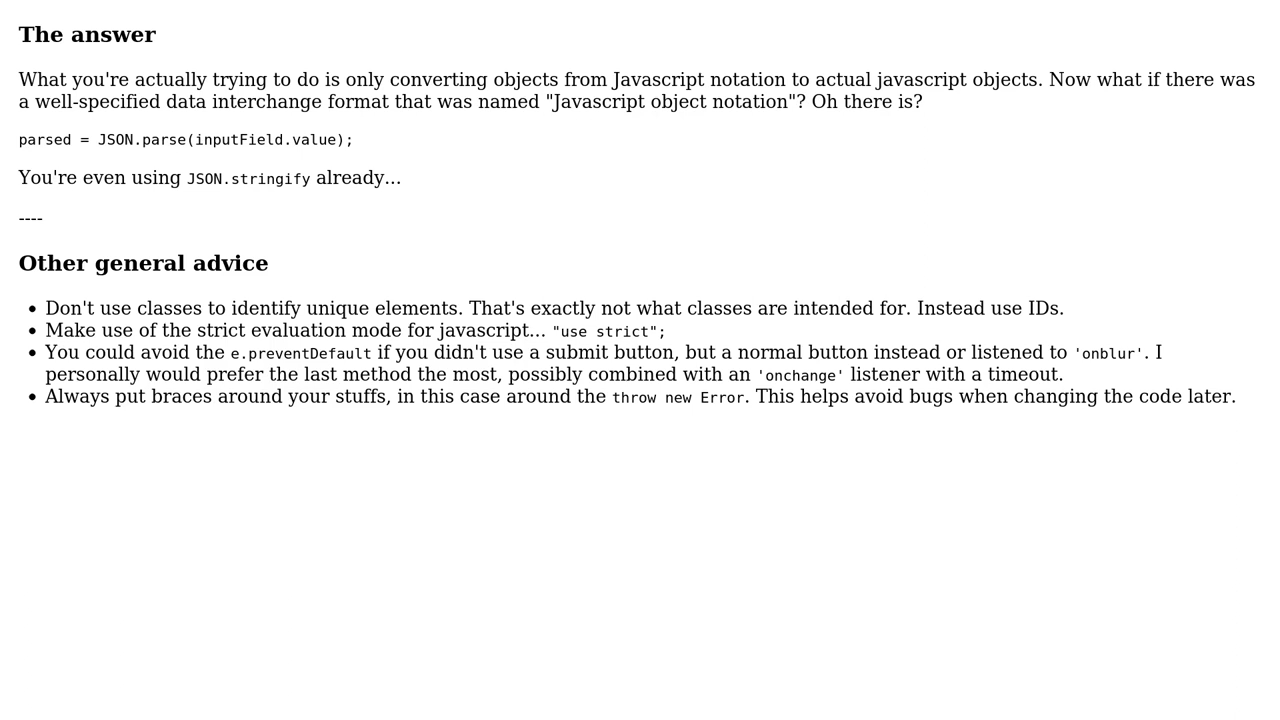 The answer
What you're actually trying to do is only converting objects from Javascript notation to actual javascript objects. Now what if there was
a well-specified data interchange format that was named "Javascript object notation"? Oh there is?
parsed = JSON.parse(inputField.value);
You're even using JSON.stringify already...
----
Other general advice
• Don't use classes to identify unique elements. That's exactly not what classes are intended for. Instead use IDs.
• Make use of the strict evaluation mode for javascript... "use strict";
• You could avoid the e.preventDefault if you didn't use a submit button, but a normal button instead or listened to 'onblur'. I
personally would prefer the last method the most, possibly combined with an 'onchange' listener with a timeout.
• Always put braces around your stuffs, in this case around the throw new Error. This helps avoid bugs when changing the code later.